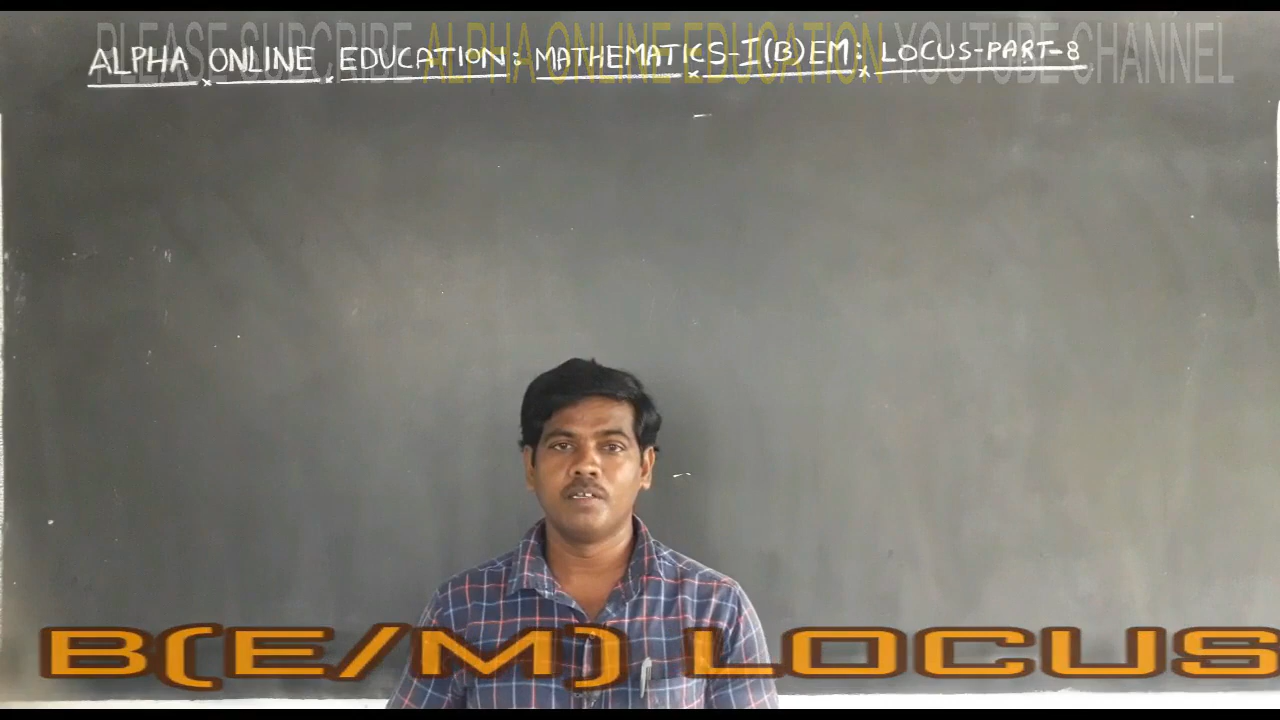 PLEASE SUBCRIBE ALPHA ONLINE EDUCATION YOUTUBE CHANNEL
ALPHA ONLINE EDUCATION: MATHEMATICS-I(B)EM: LOCUS-PART-8
B(E/M) LOCUS